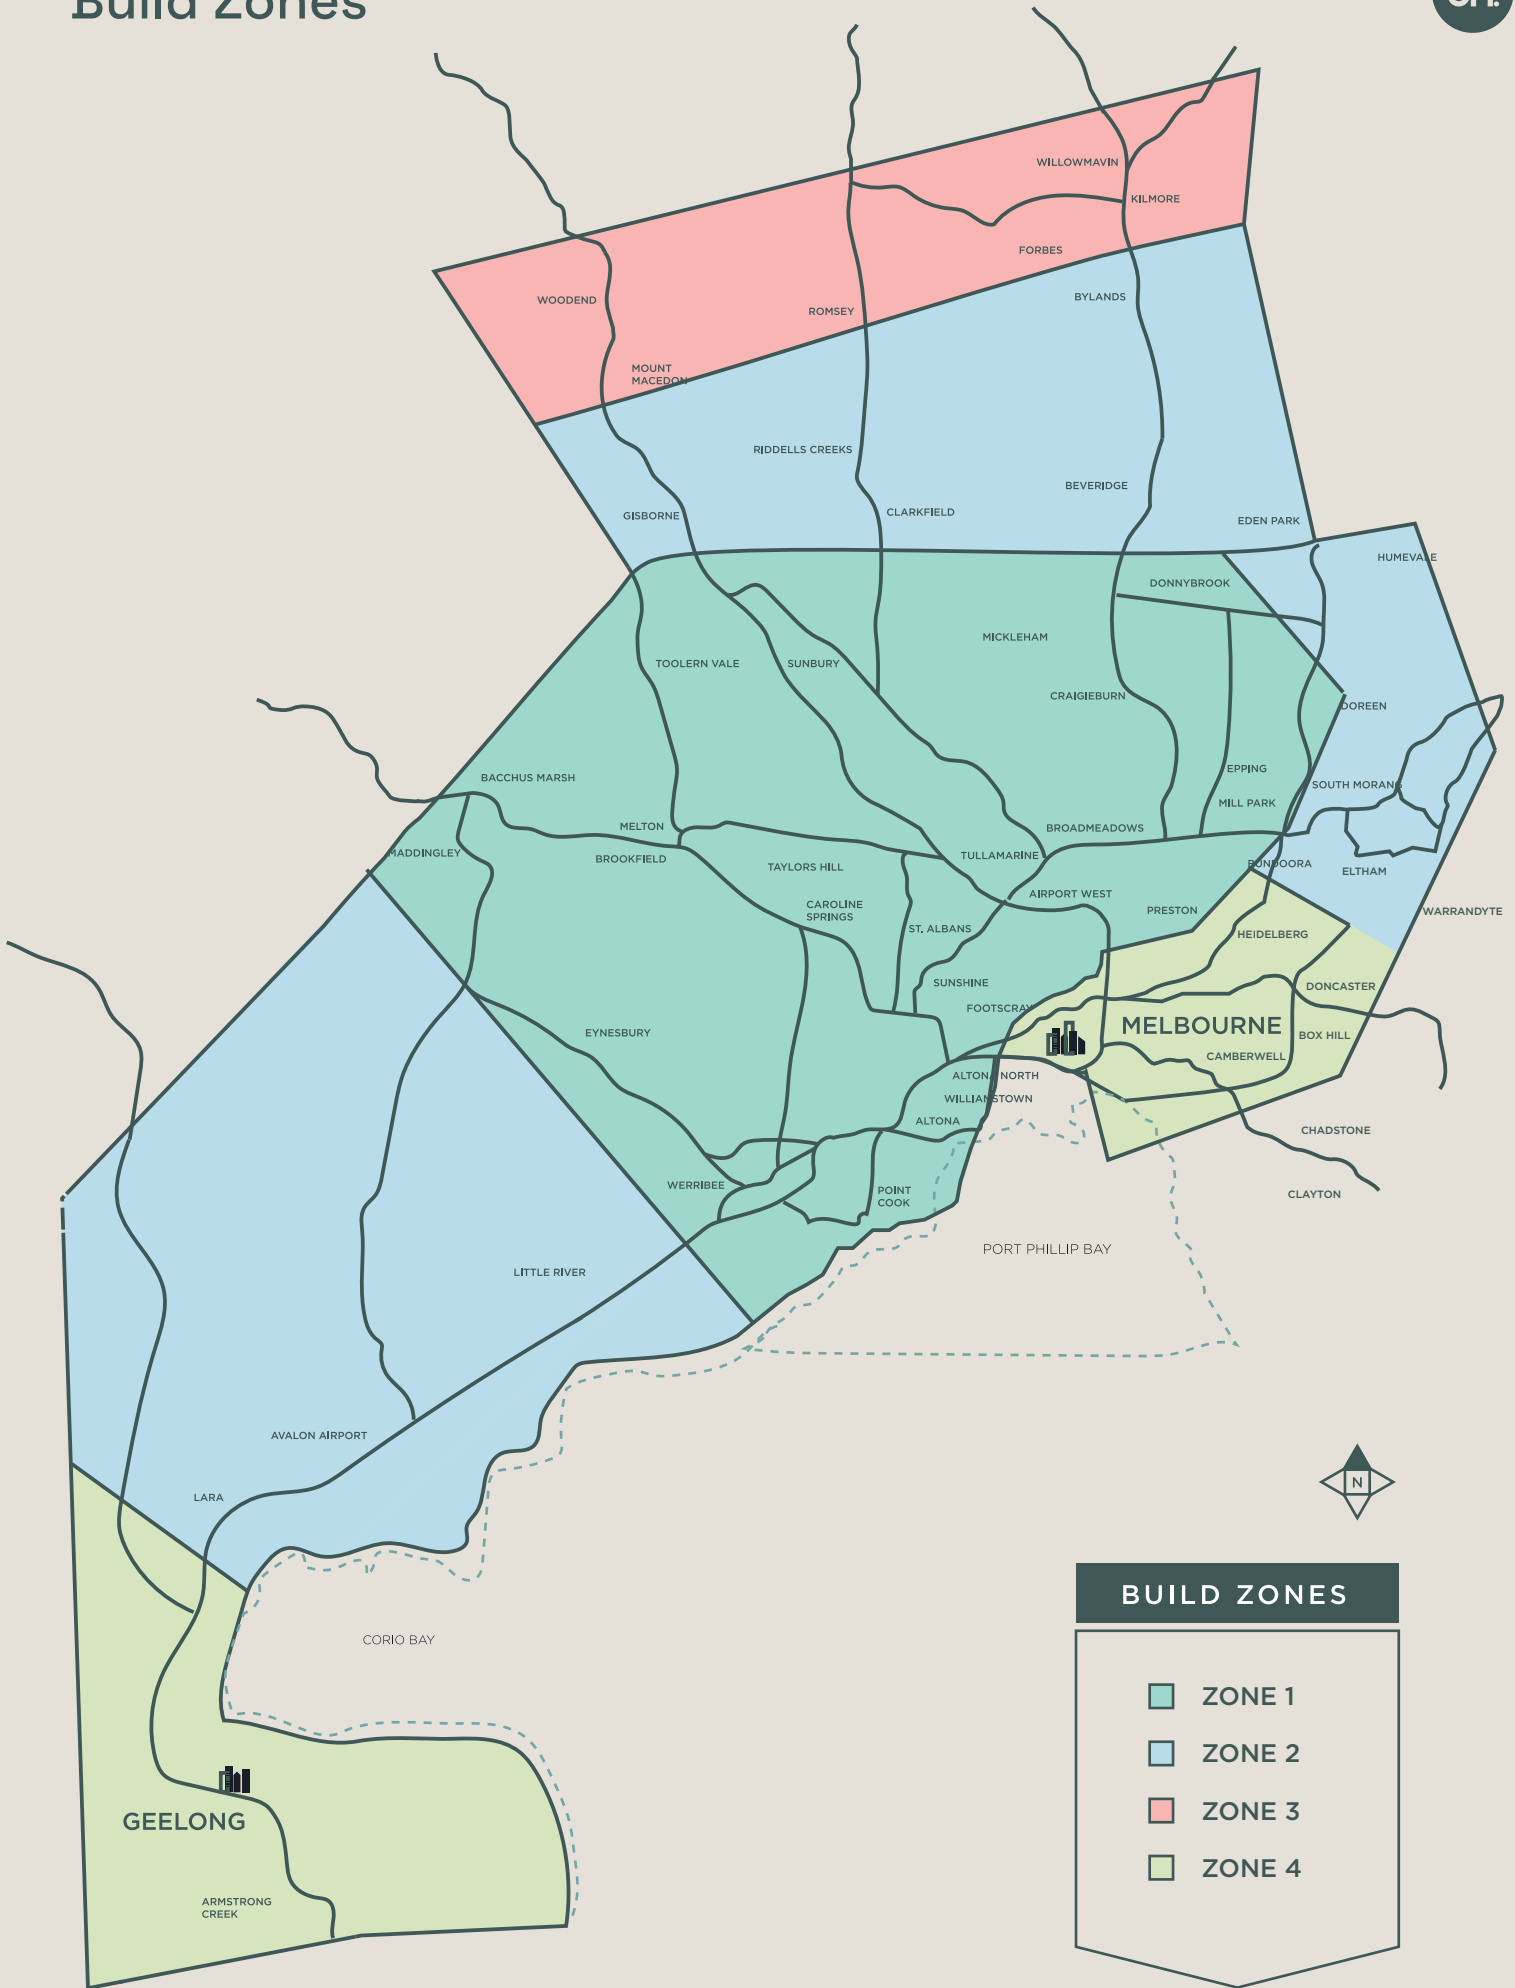 Build Zones
WILLOWMAVIN
KILMORE
FORBES
WOODEND
BYLANDS
ROMSEY
MOUNT
MACEDON
RIDDELLS CREEKS
BEVERIDGE
GISBORNE
CLARKFIELD
EDEN PARK
HUMEVALE
DONNYBROOK
MICKLEHAM
TOOLERN VALE
SUNBURY
CRAIGIEBURN
DOREEN
EPPING
BACCHUS MARSH
SOUTH MORANG
MILL PARK
MELTON
BROADMEADOWS
MADDINGLEY
BROOKFIELD
TULLAMARINE
TAYLORS HILL
BUNDOORA
ELTHAM
AIRPORT WEST
CAROLINE
SPRINGS
PRESTON
WARRANDYTE
ST. ALBANS
HEIDELBERG
SUNSHINE
DONCASTER
FOOTSCRAY
MELBOURNE
EYNESBURY
BOX HILL
CAMBERWELL
ALTONA NORTH
WILLIAMSTOWN
ALTONA
CHADSTONE
WERRIBEE
POINT
COOK
CLAYTON
PORT PHILLIP BAY
LITTLE RIVER
AVALON AIRPORT
LARA
N
BUILD ZONES
CORIO BAY
ZONE 1
ZONE 2
ZONE 3
ZONE 4
GEELONG
ARMSTRONG
CREEK